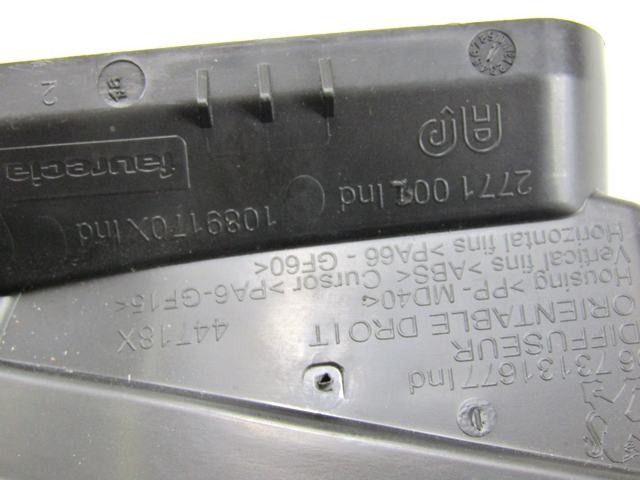 9673131677 Ind
DIFFUSEUR
ORIENTABLE DROIT
44718X
Housing >PP-MD40<
Vertical fins >ABS< Cursor >PA6-GF15<
Horizontal fins >PA66 - GF60<
2771 001 Ind
1089170X Ind
faurecia
2